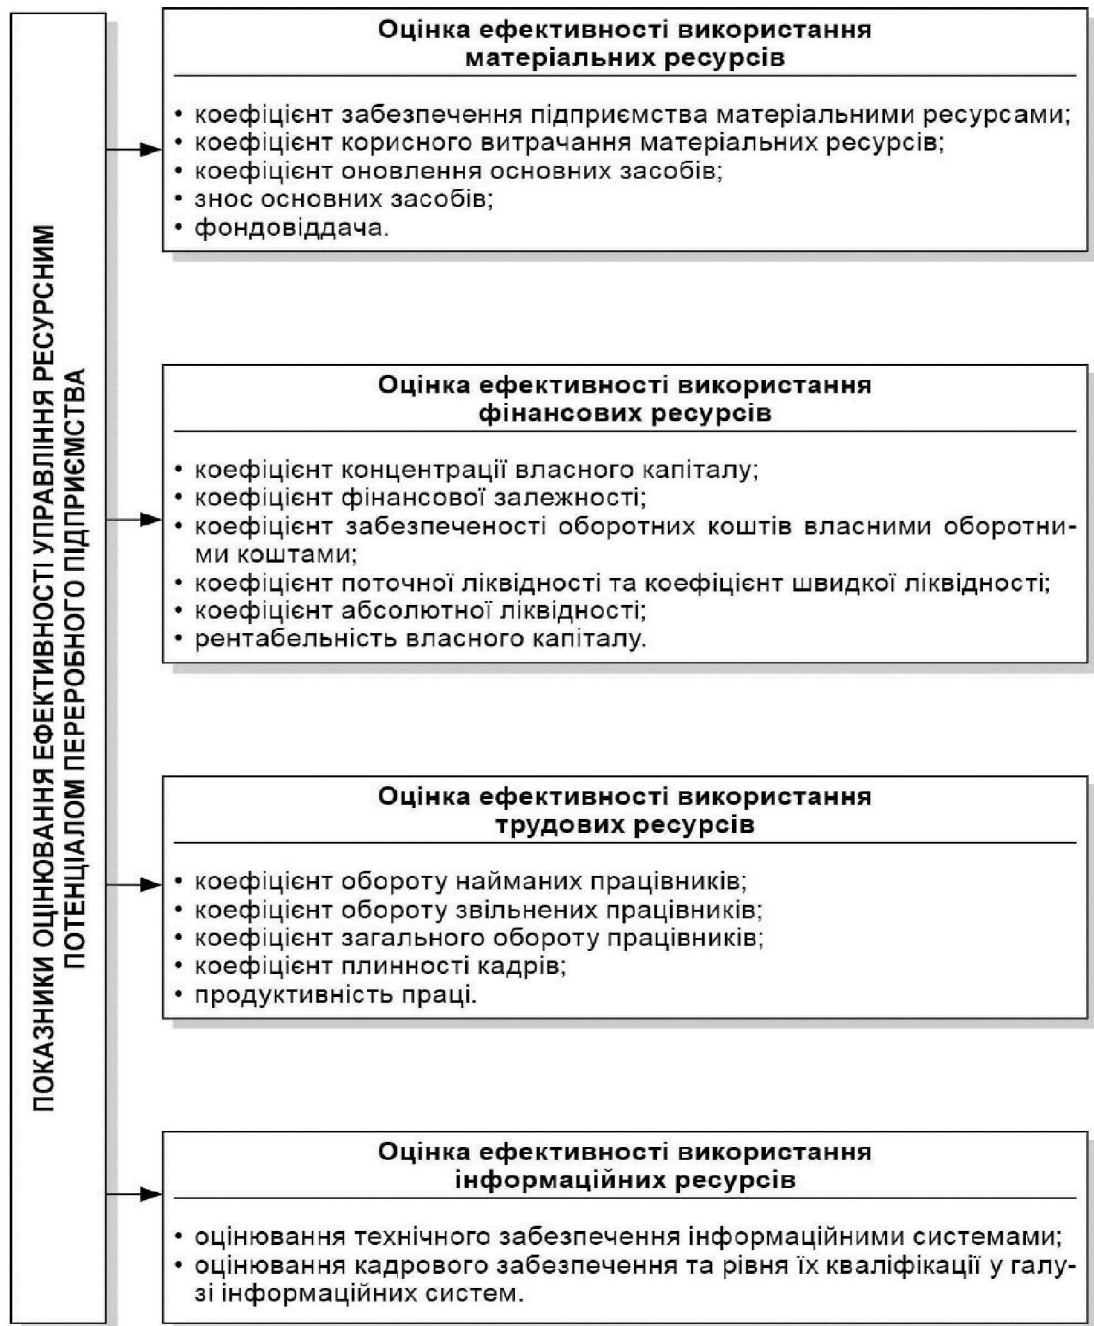 ПОКАЗНИКИ ОЦІНЮВАННЯ ЕФЕКТИВНОСТІ УПРАВЛІННЯ РЕСУРСНИМ
ПОТЕНЦІАЛОМ ПЕРЕРОБНОГО ПІДПРИЄМСТВА
Оцінка ефективності використання
матеріальних ресурсів
• коефіцієнт забезпечення підприємства матеріальними ресурсами;
• коефіцієнт корисного витрачання матеріальних ресурсів;
• коефіцієнт оновлення основних засобів;
• знос основних засобів;
• фондовіддача.
Оцінка ефективності використання
фінансових ресурсів
• коефіцієнт концентрації власного капіталу;
• коефіцієнт фінансової залежності;
• коефіцієнт забезпеченості оборотних коштів власними оборотни-
ми коштами;
• коефіцієнт поточної ліквідності та коефіцієнт швидкої ліквідності;
• коефіцієнт абсолютної ліквідності;
• рентабельність власного капіталу.
Оцінка ефективності використання
трудових ресурсів
• коефіцієнт обороту найманих працівників;
• коефіцієнт обороту звільнених працівників;
• коефіцієнт загального обороту працівників;
• коефіцієнт плинності кадрів;
• продуктивність праці.
Оцінка ефективності використання
інформаційних ресурсів
• оцінювання технічного забезпечення інформаційними системами;
• оцінювання кадрового забезпечення та рівня їх кваліфікації у галу-
зі інформаційних систем.